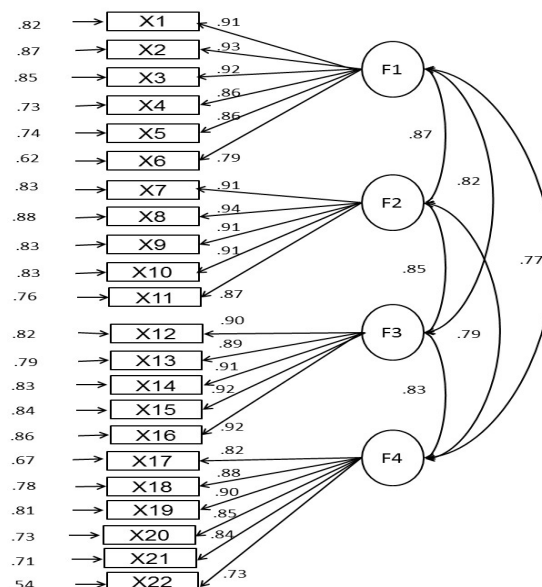 .82 X1 .91
.87 X2 .93
.85 X3 .92 F1
.73 X4 .86
.74 X5 .86 .87
.62 X6 .79
.83 X7 .91 .82
.88 X8 .94 F2
.83 X9 .91
.83 X10 .91 .77
.76 X11 .87 .85
.82 X12 .90
.79 X13 .89 F3 .79
.83 X14 .91
.84 X15 .92
.86 X16 .92 .83
.67 X17 .82
.78 X18 .88 F4
.81 X19 .90
.73 X20 .85
.71 X21 .84
.54 X22 .73